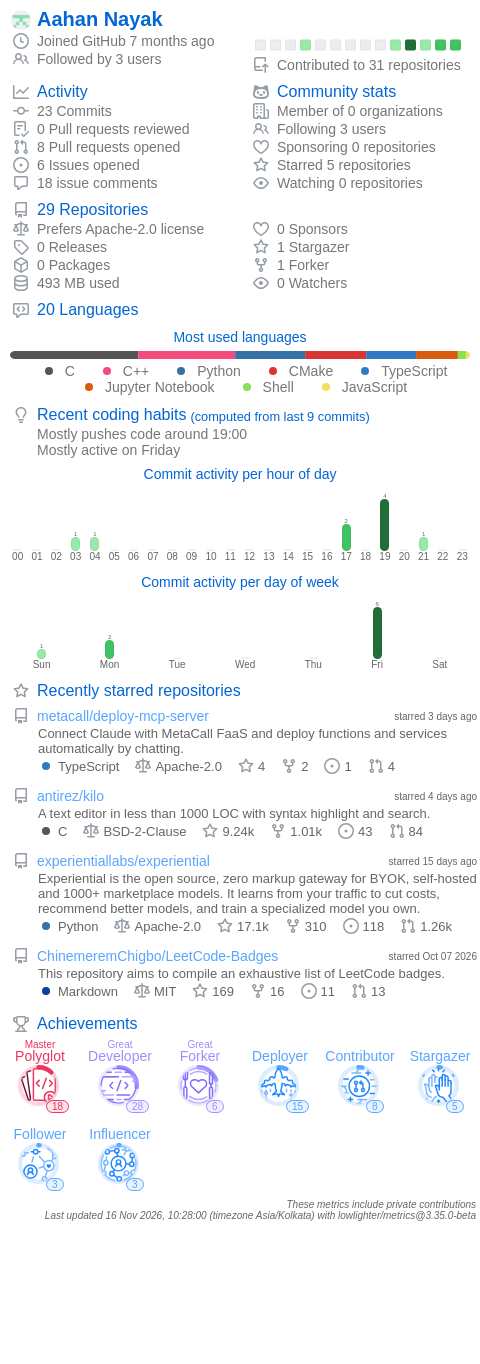 Aahan Nayak
Joined GitHub 7 months ago
Followed by 3 users
Contributed to 31 repositories
Activity
23 Commits
0 Pull requests reviewed
8 Pull requests opened
6 Issues opened
18 issue comments
Community stats
Member of 0 organizations
Following 3 users
Sponsoring 0 repositories
Starred 5 repositories
Watching 0 repositories
29 Repositories
Prefers Apache-2.0 license
0 Releases
0 Packages
493 MB used
0 Sponsors
1 Stargazer
1 Forker
0 Watchers
20 Languages
Most used languages
C C++ Python CMake TypeScript
Jupyter Notebook Shell JavaScript
Recent coding habits (computed from last 9 commits)
Mostly pushes code around 19:00
Mostly active on Friday
Commit activity per hour of day
1 1 2 4 1
00 01 02 03 04 05 06 07 08 09 10 11 12 13 14 15 16 17 18 19 20 21 22 23
Commit activity per day of week
1 2 6
Sun Mon Tue Wed Thu Fri Sat
Recently starred repositories
metacall/deploy-mcp-server starred 3 days ago
Connect Claude with MetaCall FaaS and deploy functions and services
automatically by chatting.
TypeScript Apache-2.0 4 2 1 4
antirez/kilo starred 4 days ago
A text editor in less than 1000 LOC with syntax highlight and search.
C BSD-2-Clause 9.24k 1.01k 43 84
experientiallabs/experiential starred 15 days ago
Experiential is the open source, zero markup gateway for BYOK, self-hosted
and 1000+ marketplace models. It learns from your traffic to cut costs,
recommend better models, and train a specialized model you own.
Python Apache-2.0 17.1k 310 118 1.26k
ChinemeremChigbo/LeetCode-Badges starred Oct 07 2026
This repository aims to compile an exhaustive list of LeetCode badges.
Markdown MIT 169 16 11 13
Achievements
Master Great Great
Polyglot Developer Forker Deployer Contributor Stargazer
18 28 6 15 8 5
Follower Influencer
3 3
These metrics include private contributions
Last updated 16 Nov 2026, 10:28:00 (timezone Asia/Kolkata) with lowlighter/metrics@3.35.0-beta